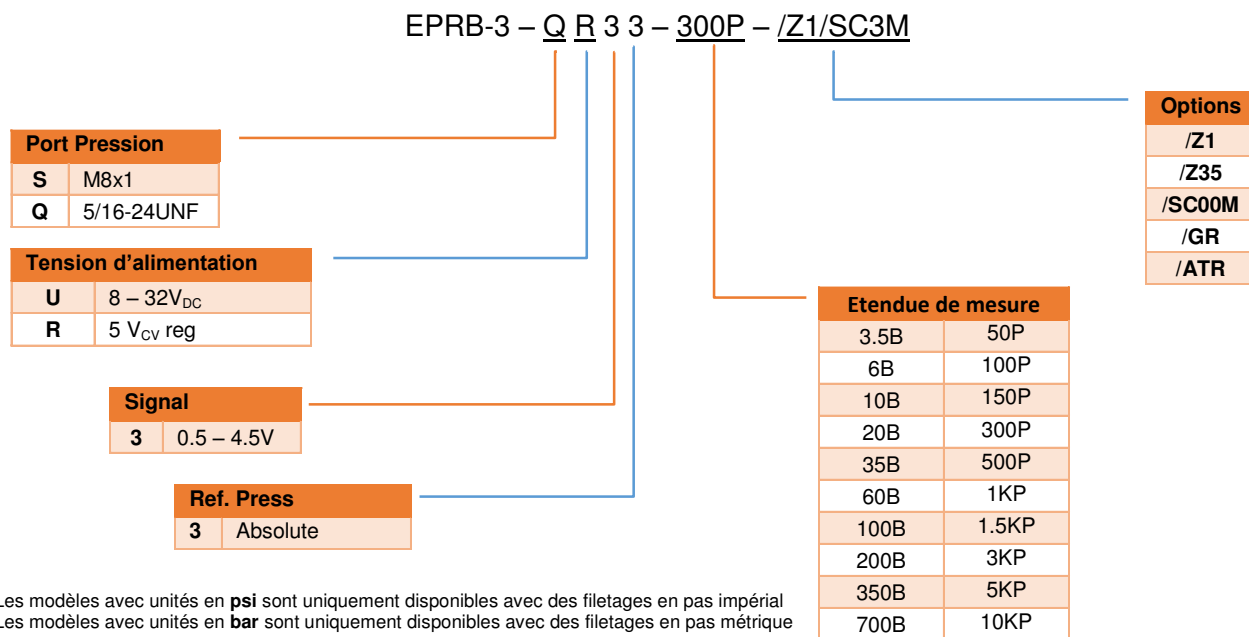 EPRB-3 – Q R 3 3 – 300P – /Z1/SC3M
Port Pression
S M8x1
Q 5/16-24UNF
Tension d’alimentation
U 8 – 32VDC
R 5 VCV reg
Signal
3 0.5 – 4.5V
Ref. Press
3 Absolute
Options
/Z1
/Z35
/SC00M
/GR
/ATR
Etendue de mesure
3.5B 50P
6B 100P
10B 150P
20B 300P
35B 500P
60B 1KP
100B 1.5KP
200B 3KP
350B 5KP
700B 10KP
Les modèles avec unités en psi sont uniquement disponibles avec des filetages en pas impérial
Les modèles avec unités en bar sont uniquement disponibles avec des filetages en pas métrique